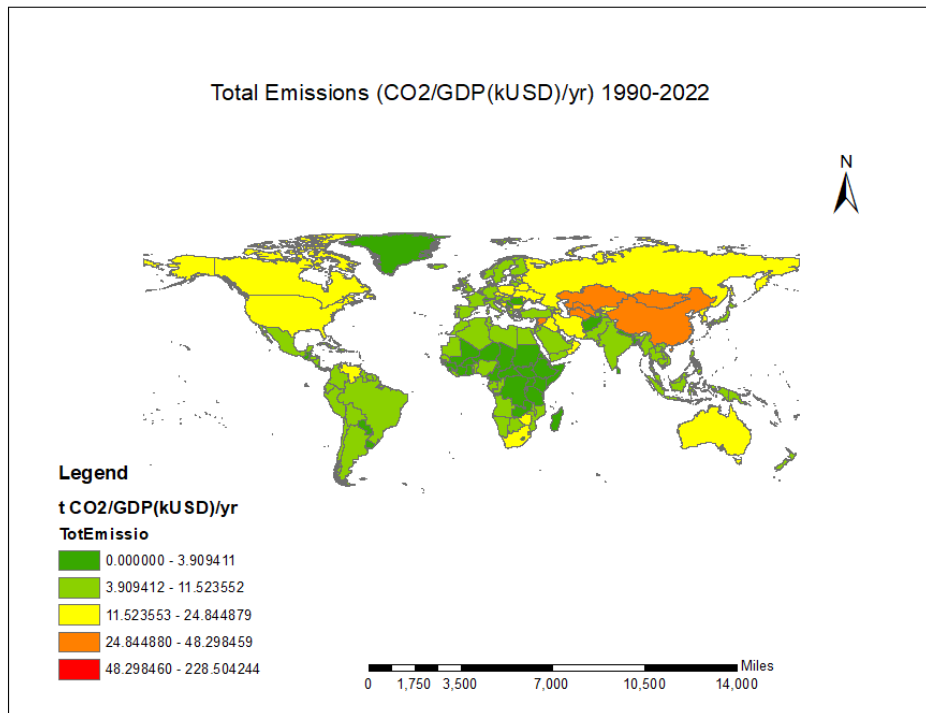 Total Emissions (CO2/GDP(kUSD)/yr) 1990-2022
N
Legend
t CO2/GDP(kUSD)/yr
TotEmissio
0.000000 - 3.909411
3.909412 - 11.523552
11.523553 - 24.844879
24.844880 - 48.298459
48.298460 - 228.504244
Miles
0 1,750 3,500 7,000 10,500 14,000